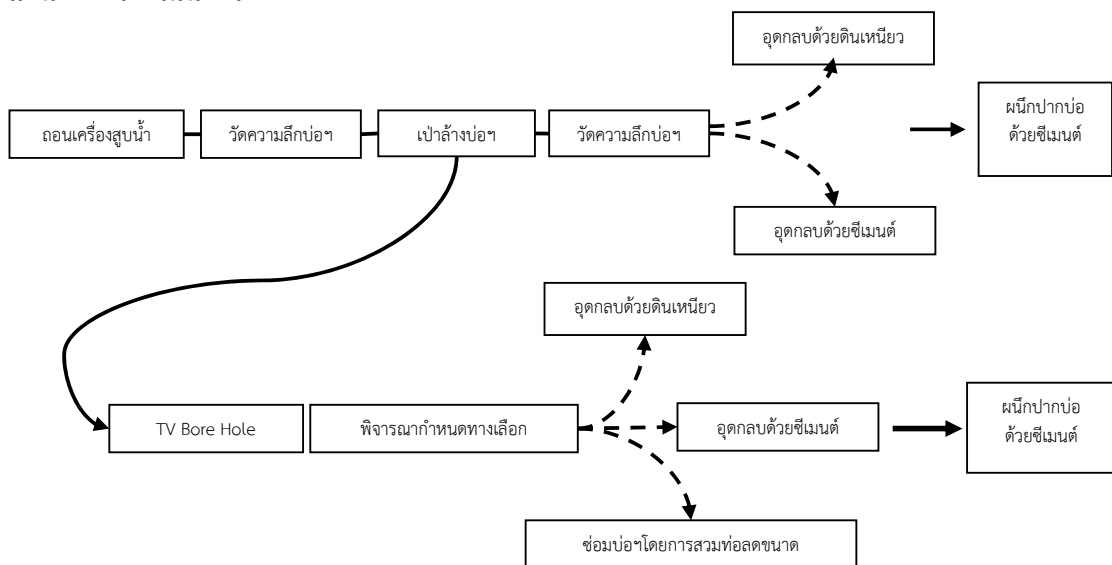 อุดกลบด้วยดินเหนียว
ถอนเครื่องสูบน้ำ
วัดความลึกบ่อฯ
เป่าล้างบ่อฯ
วัดความลึกบ่อฯ
ผนึกปากบ่อ
ด้วยซีเมนต์
อุดกลบด้วยซีเมนต์
อุดกลบด้วยดินเหนียว
TV Bore Hole
พิจารณากำหนดทางเลือก
อุดกลบด้วยซีเมนต์
ผนึกปากบ่อ
ด้วยซีเมนต์
ซ่อมบ่อฯโดยการสวมท่อลดขนาด